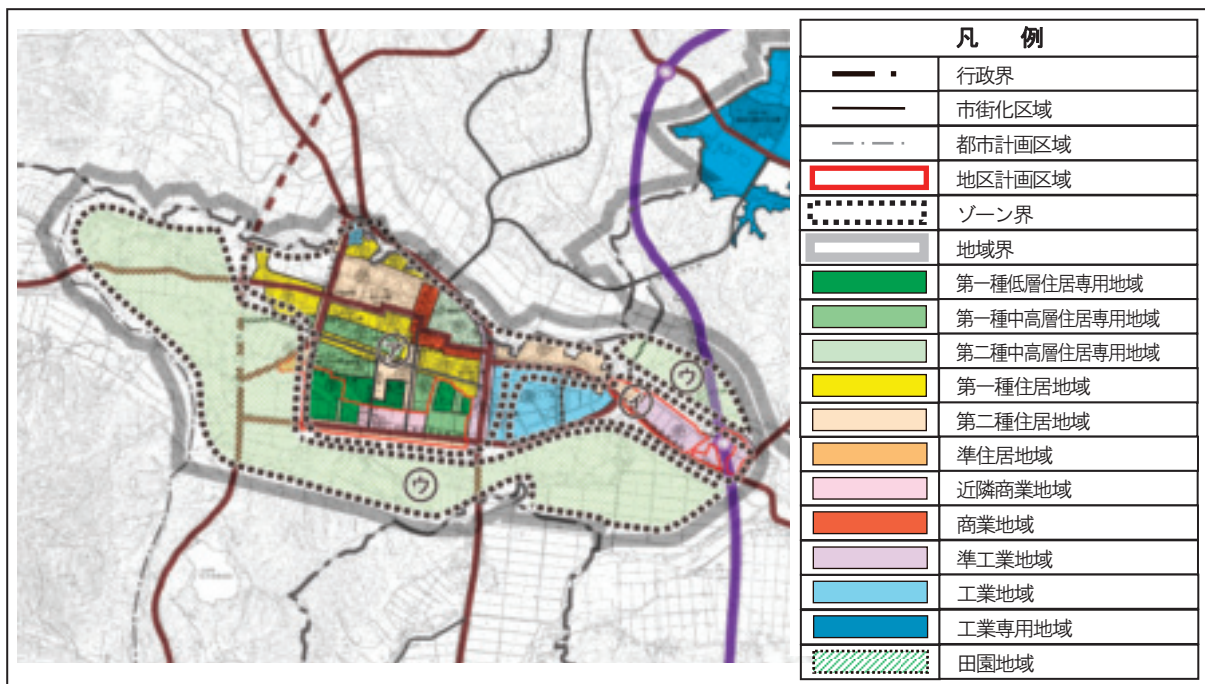 凡　例
行政界
市街化区域
都市計画区域
地区計画区域
ゾーン界
地域界
第一種低層住居専用地域
第一種中高層住居専用地域
第二種中高層住居専用地域
第一種住居地域
第二種住居地域
準住居地域
近隣商業地域
商業地域
準工業地域
工業地域
工業専用地域
田園地域
ウ
ウ